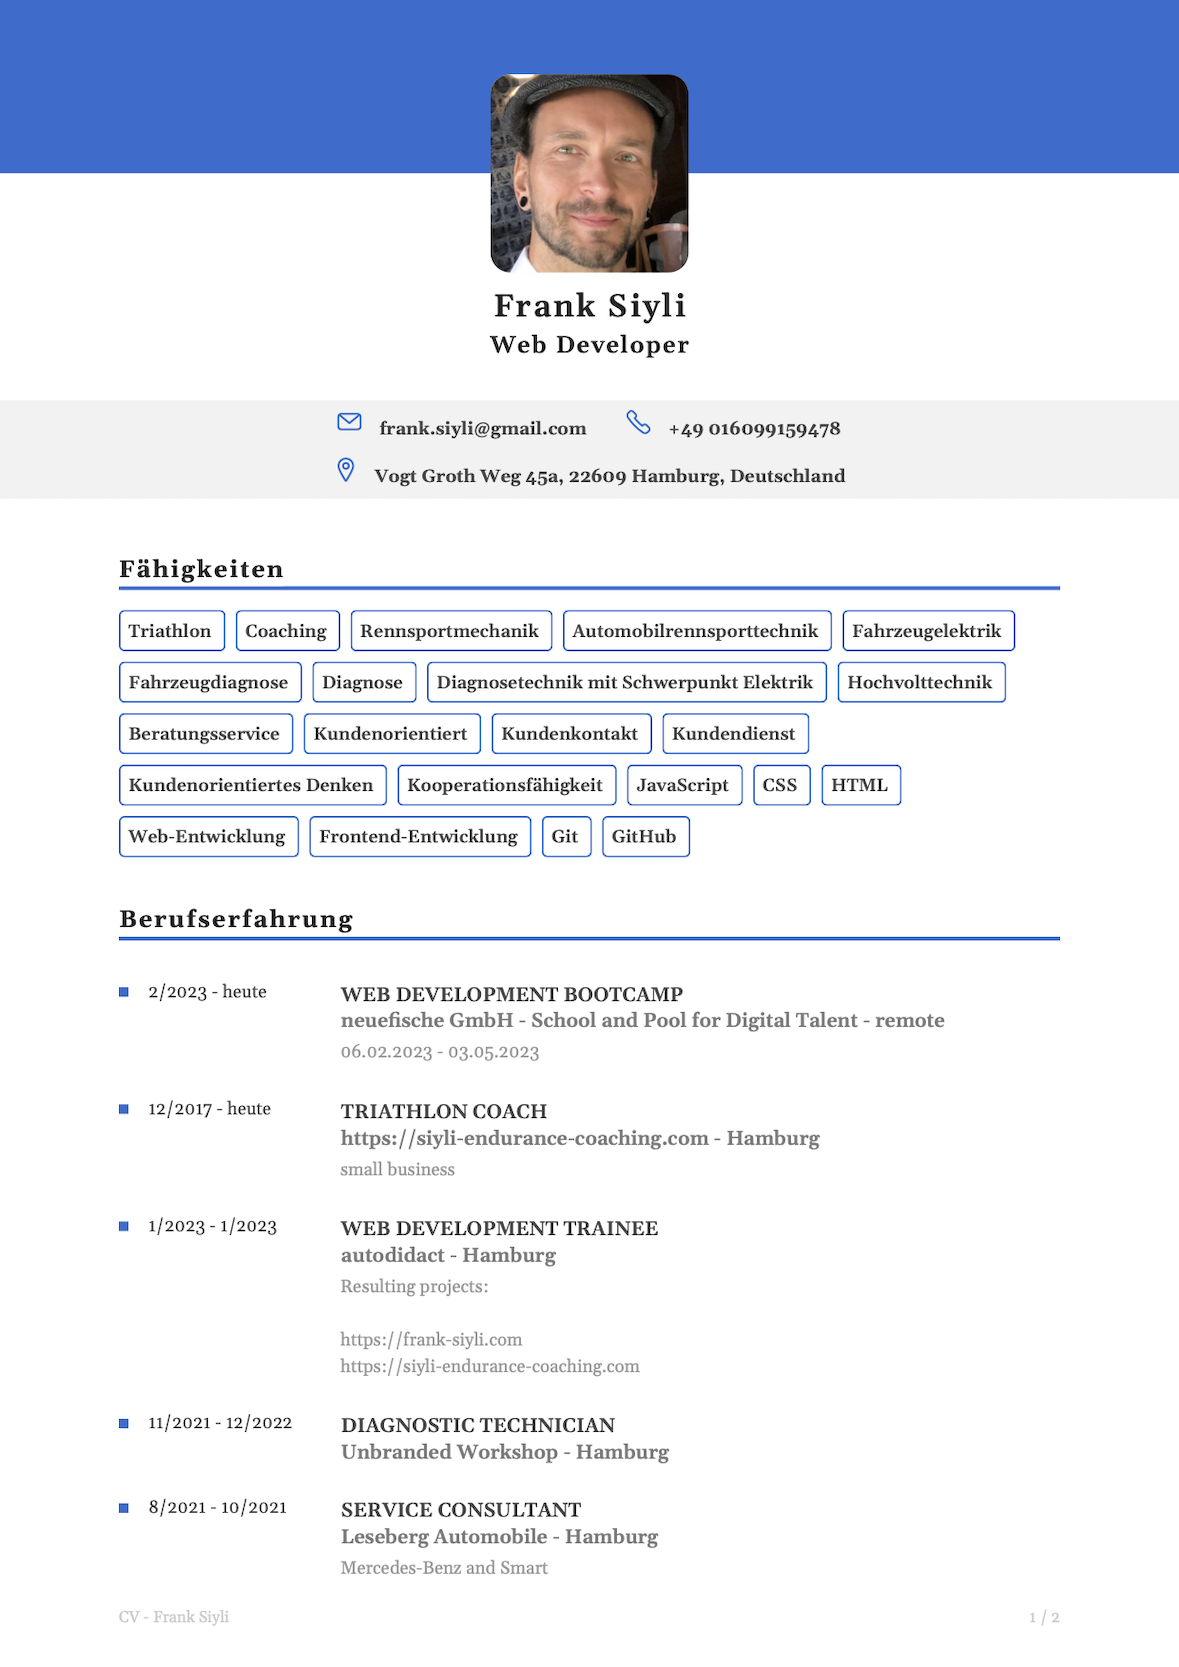 Frank Siyli
Web Developer
frank.siyli@gmail.com +49 016099159478
Vogt Groth Weg 45a, 22609 Hamburg, Deutschland
Fähigkeiten
Triathlon Coaching Rennsportmechanik Automobilrennsporttechnik Fahrzeugelektrik
Fahrzeugdiagnose Diagnose Diagnosetechnik mit Schwerpunkt Elektrik Hochvolttechnik
Beratungsservice Kundenorientiert Kundenkontakt Kundendienst
Kundenorientiertes Denken Kooperationsfähigkeit JavaScript CSS HTML
Web-Entwicklung Frontend-Entwicklung Git GitHub
Berufserfahrung
2/2023 - heute WEB DEVELOPMENT BOOTCAMP
neuefische GmbH - School and Pool for Digital Talent - remote
06.02.2023 - 03.05.2023
12/2017 - heute TRIATHLON COACH
https://siyli-endurance-coaching.com - Hamburg
small business
1/2023 - 1/2023 WEB DEVELOPMENT TRAINEE
autodidact - Hamburg
Resulting projects:
https://frank-siyli.com
https://siyli-endurance-coaching.com
11/2021 - 12/2022 DIAGNOSTIC TECHNICIAN
Unbranded Workshop - Hamburg
8/2021 - 10/2021 SERVICE CONSULTANT
Leseberg Automobile - Hamburg
Mercedes-Benz and Smart
CV - Frank Siyli 1 / 2